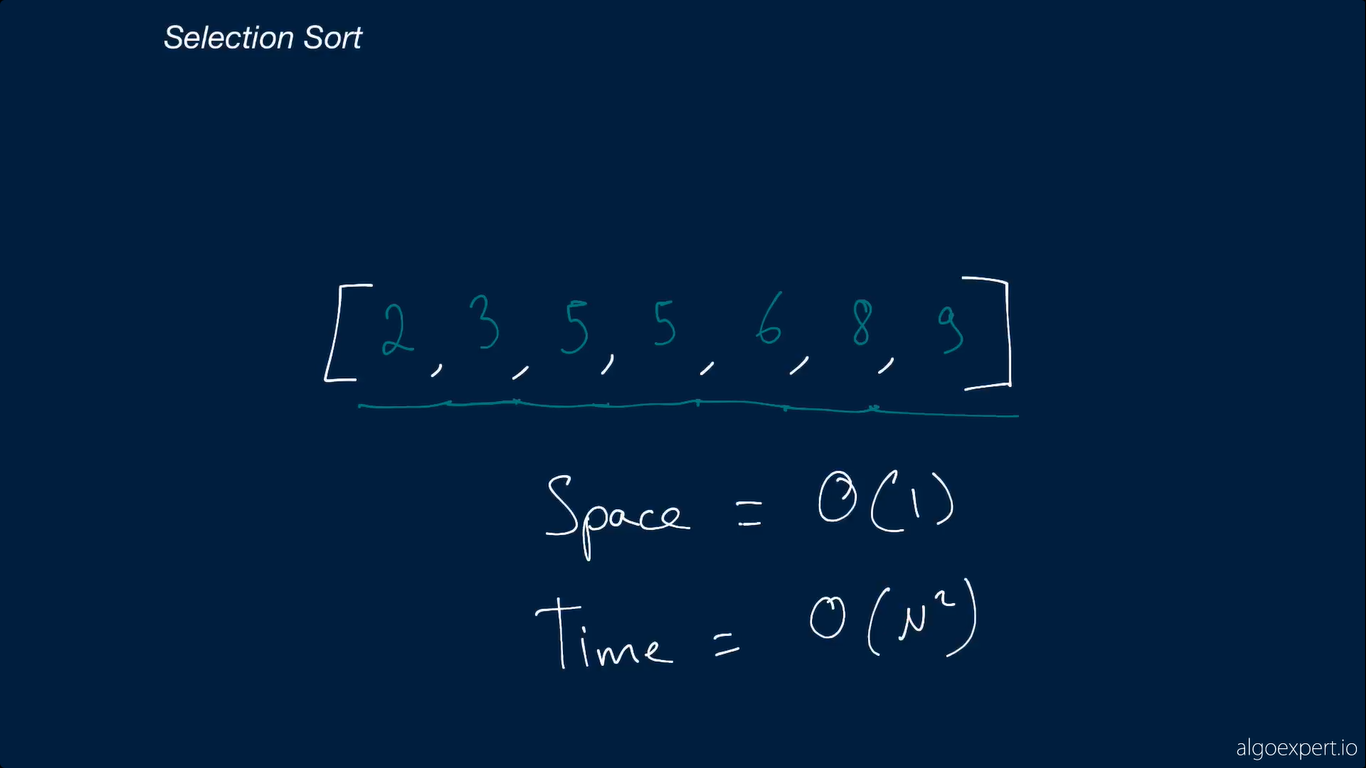 Selection Sort
[2, 3, 5, 5, 6, 8, 9]
Space = O(1)
Time = O(N²)
algoexpert.io